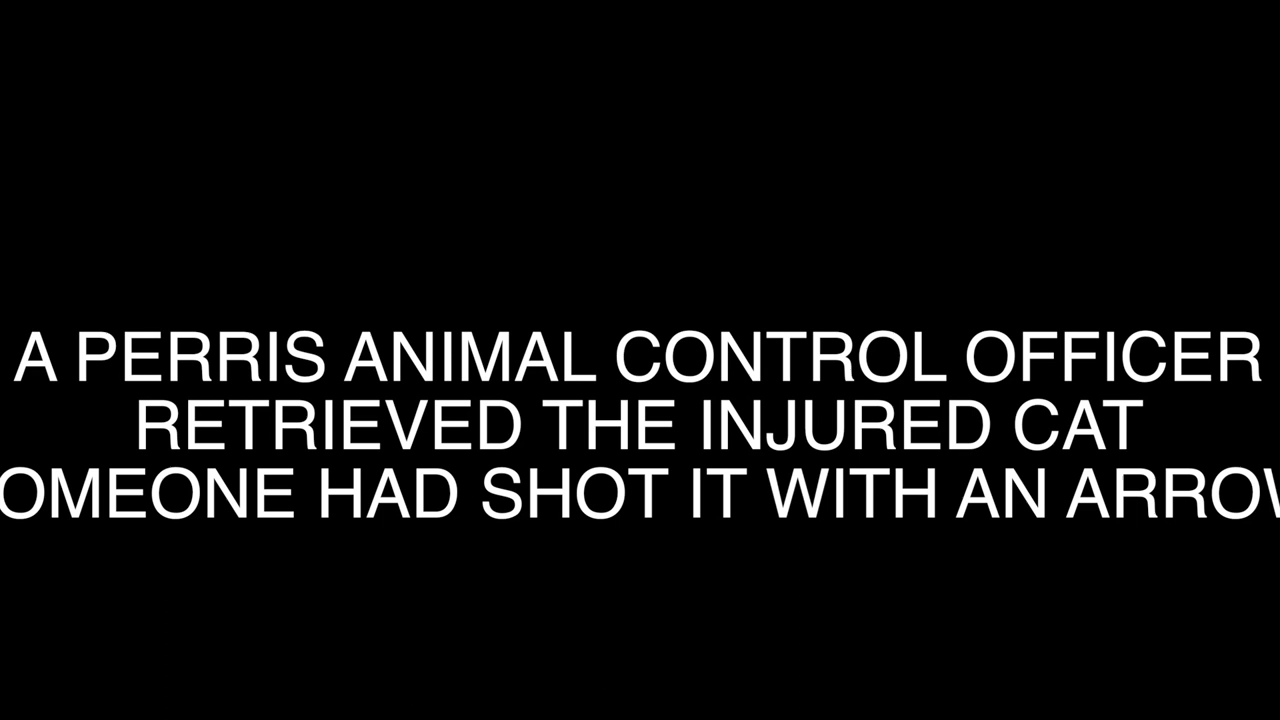 A PERRIS ANIMAL CONTROL OFFICER
RETRIEVED THE INJURED CAT
OMEONE HAD SHOT IT WITH AN ARROW